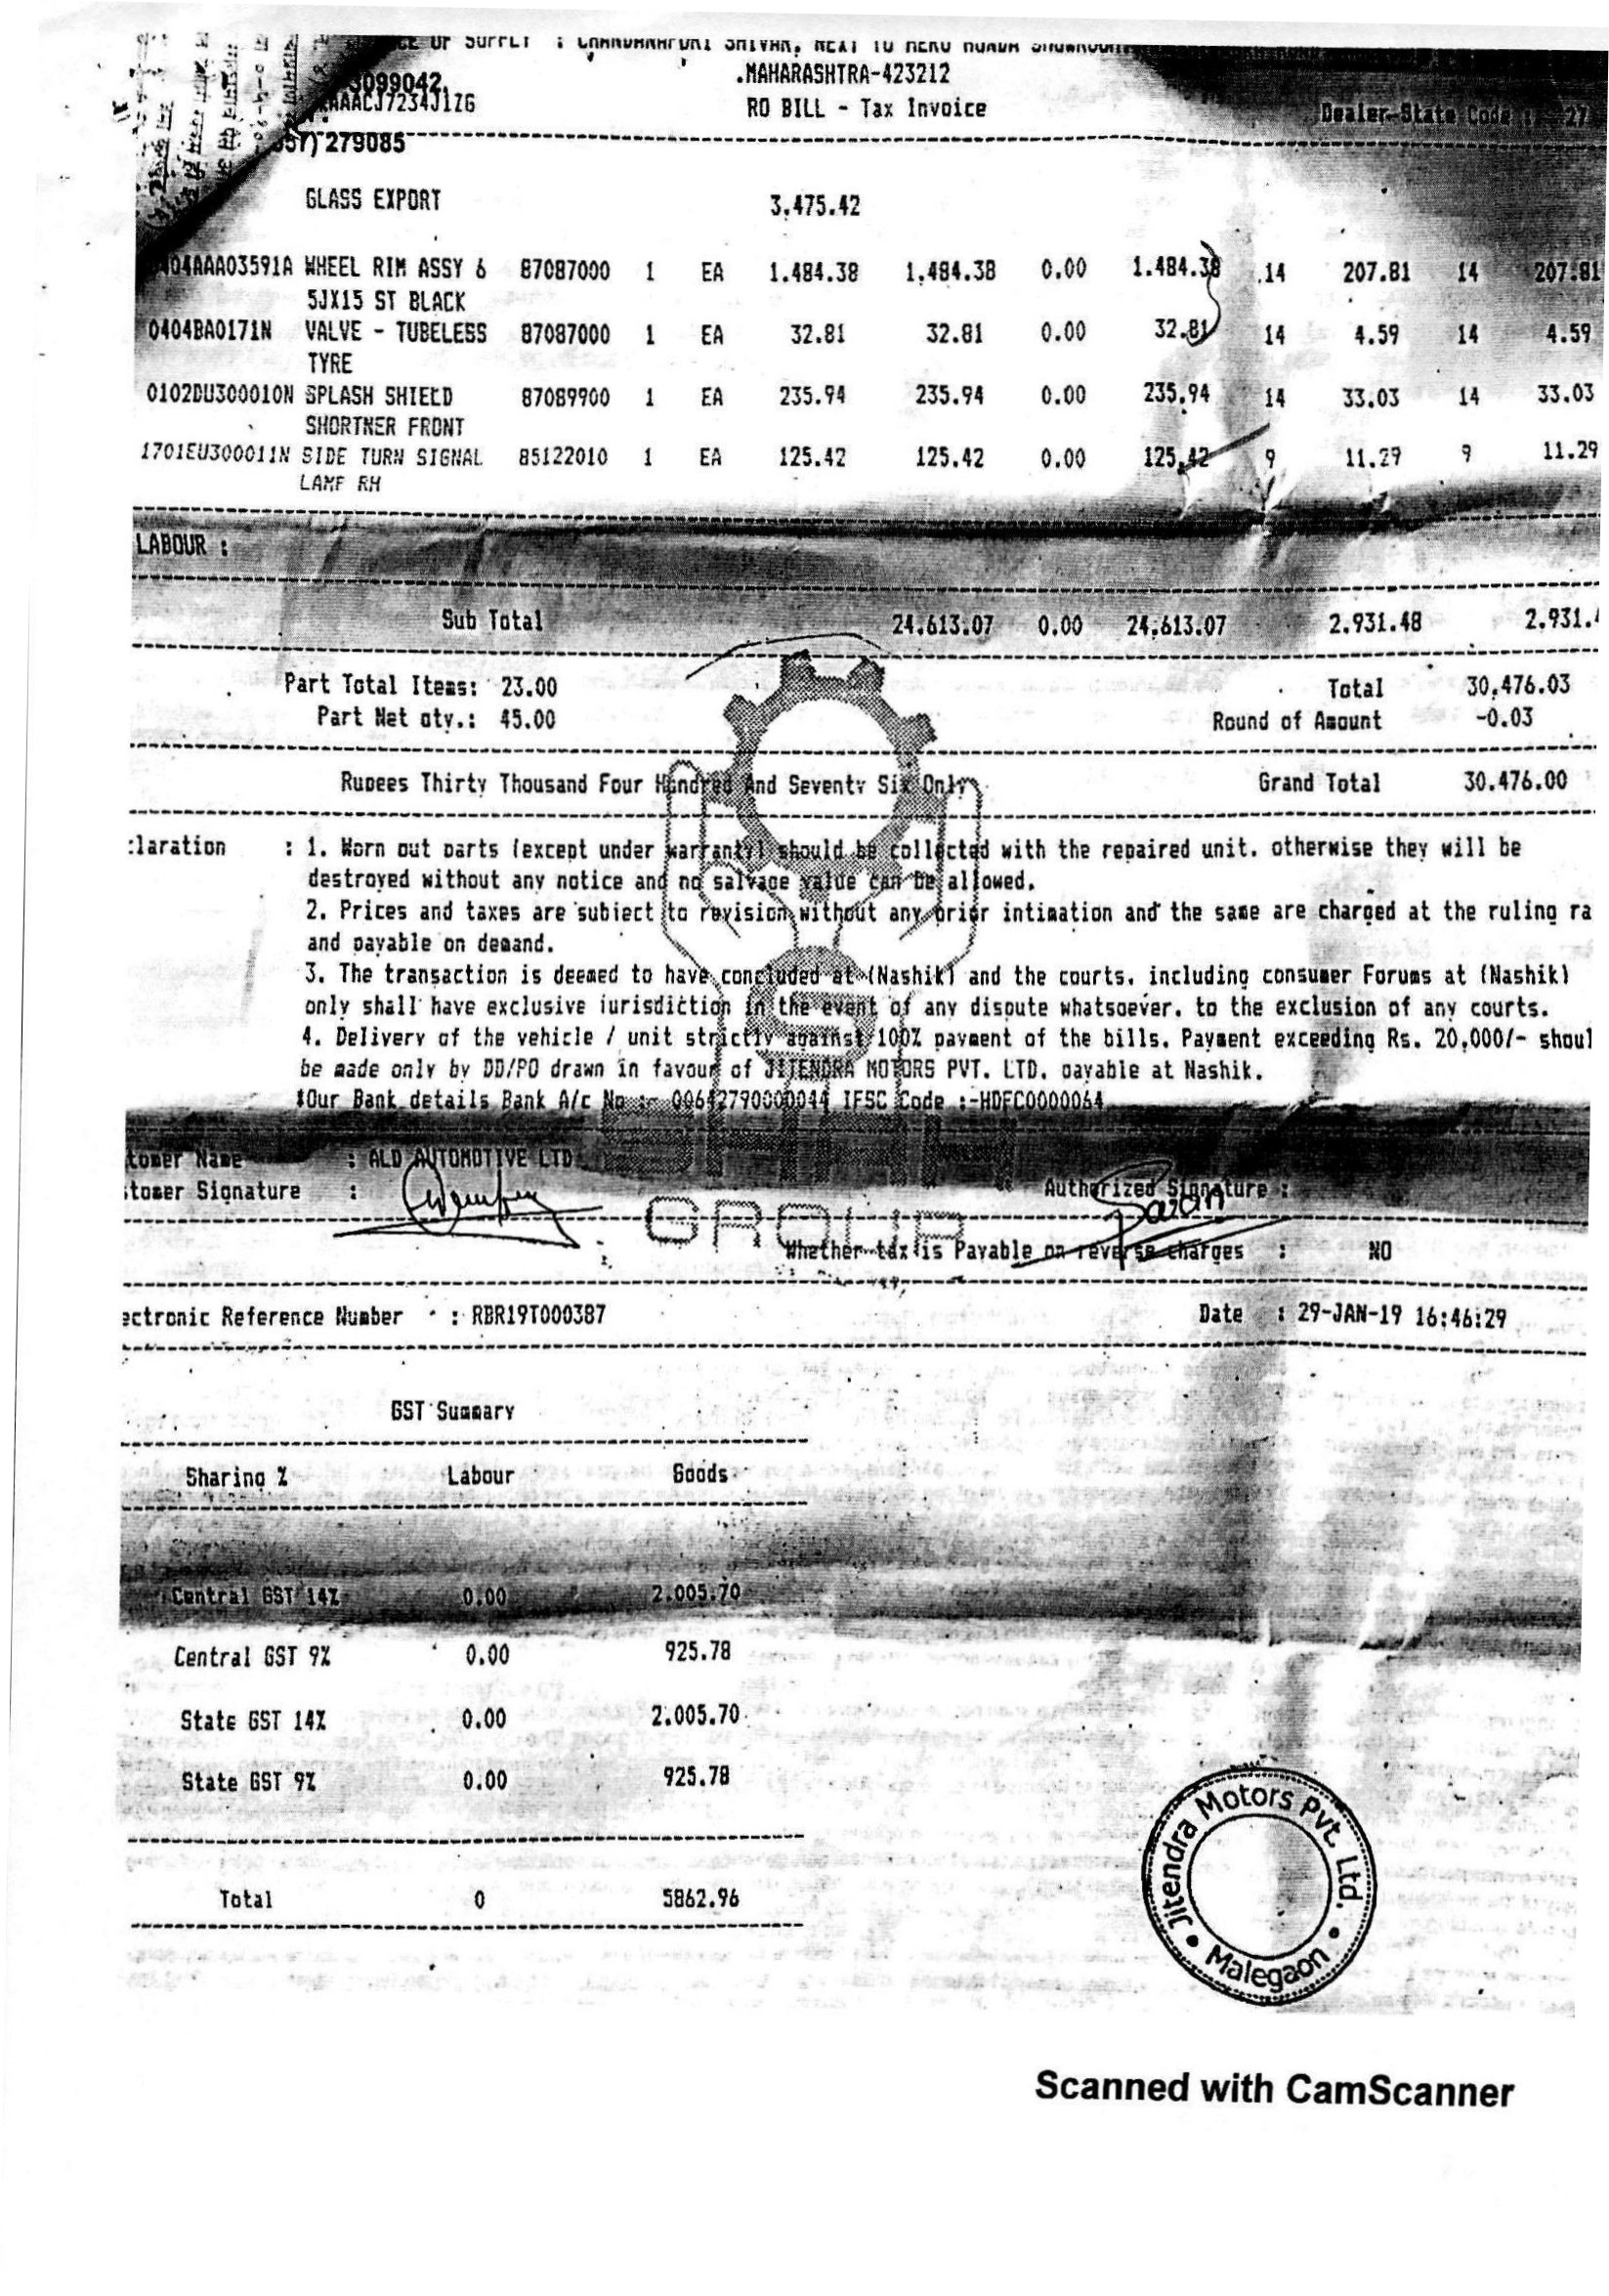 CE OF SUPPLY : CHANDANAPURI SHIVAR, NEXT TO HERO HONDA SHOWROOM
.MAHARASHTRA-423212
3099042,
AAACJ7234J1ZG
RO BILL - Tax Invoice
Dealer-State Code : 27
279085
GLASS EXPORT 3,475.42
404AAA03591A WHEEL RIM ASSY 6 87087000 1 EA 1.484.38 1,484.38 0.00 1.484.38 .14 207.81 14 207.81
5JX15 ST BLACK
0404BA0171N VALVE - TUBELESS 87087000 1 EA 32.81 32.81 0.00 32.81 14 4.59 14 4.59
TYRE
0102DU300010N SPLASH SHIELD 87089900 1 EA 235.94 235.94 0.00 235.94 14 33.03 14 33.03
SHORTNER FRONT
1701EU300011N SIDE TURN SIGNAL 85122010 1 EA 125.42 125.42 0.00 125.42 9 11.29 9 11.29
LAMP RH
LABOUR :
Sub Total 24.613.07 0.00 24,613.07 2.931.48 2.931.4
Part Total Items: 23.00 Total 30,476.03
Part Net qty.: 45.00 Round of Amount -0.03
Rupees Thirty Thousand Four Hundred And Seventy Six Only Grand Total 30.476.00
claration : 1. Worn out parts (except under warranty) should be collected with the repaired unit. otherwise they will be
destroyed without any notice and no salvage value can be allowed.
2. Prices and taxes are subject to revision without any prior intimation and the same are charged at the ruling ra
and payable on demand.
3. The transaction is deemed to have concluded at (Nashik) and the courts. including consumer Forums at (Nashik)
only shall have exclusive jurisdiction in the event of any dispute whatsoever. to the exclusion of any courts.
4. Delivery of the vehicle / unit strictly against 100% payment of the bills. Payment exceeding Rs. 20,000/- shoul
be made only by DD/PO drawn in favour of JITENDRA MOTORS PVT. LTD. payable at Nashik.
*Our Bank details Bank A/c No :- 00642790000044 IFSC Code :-HDFC0000064
tomer Name : ALD AUTOMOTIVE LTD
stomer Signature : Authorized Signature :
GROUP
Whether tax is Payable on reverse charges : NO
ectronic Reference Number : RBR19T000387 Date : 29-JAN-19 16:46:29
GST Summary
Sharing % Labour Goods
Central GST 14% 0.00 2.005.70
Central GST 9% 0.00 925.78
State GST 14% 0.00 2.005.70
State GST 9% 0.00 925.78
Total 0 5862.96
Jitendra Motors Pvt. Ltd.
Malegaon
Scanned with CamScanner